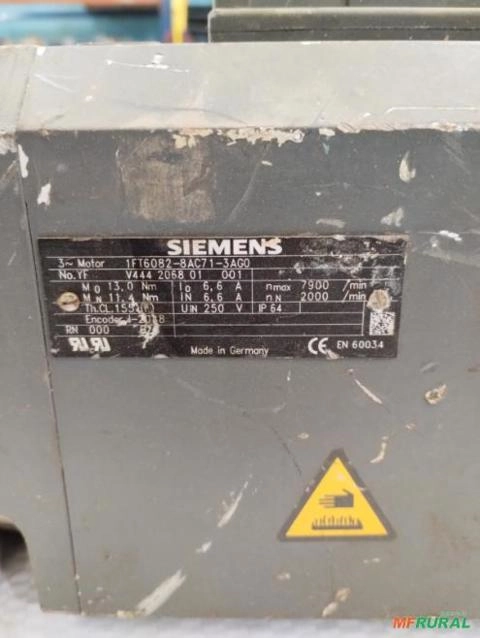 SIEMENS
3~ Motor 1FT6082-8AC71-3AG0
No. YF V444 2068 01 001
M0 13,0 Nm I0 6,6 A nmax 7900 /min
MN 11,4 Nm IN 6,6 A nN 2000 /min
Th.CL.155 UIN 250 V IP 64
Encoder
RN 000
Made in Germany CE EN 60034
MFRURAL